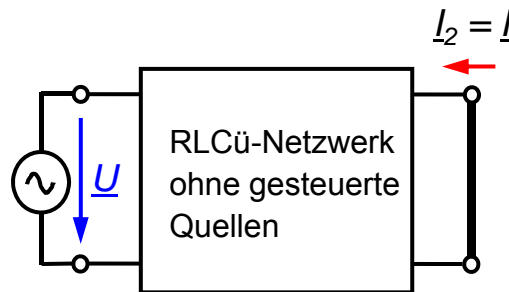 I₂ = I
RLCü-Netzwerk
U
ohne gesteuerte
Quellen